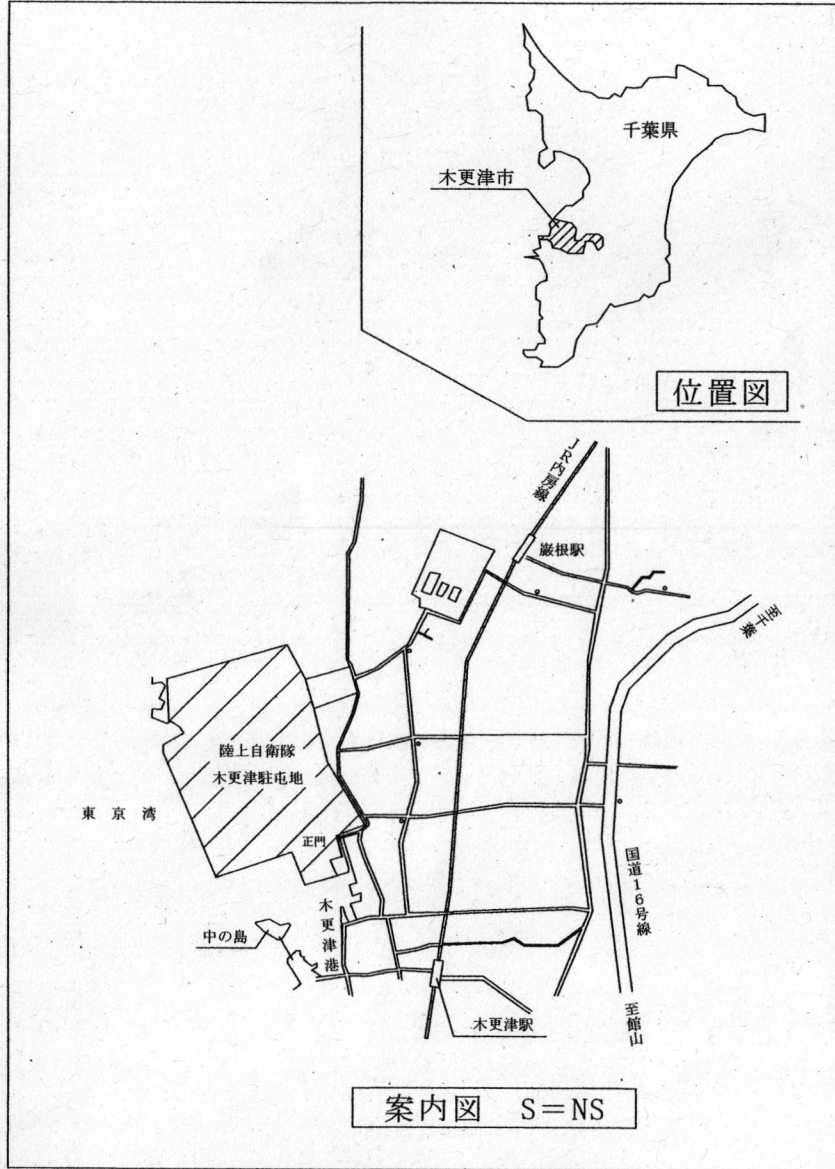 千葉県
木更津市
位置図
JR内房線
巌根駅
至千葉
陸上自衛隊
木更津駐屯地
東京湾
正門
木更津港
中の島
国道16号線
木更津駅
至館山
案内図 S=NS